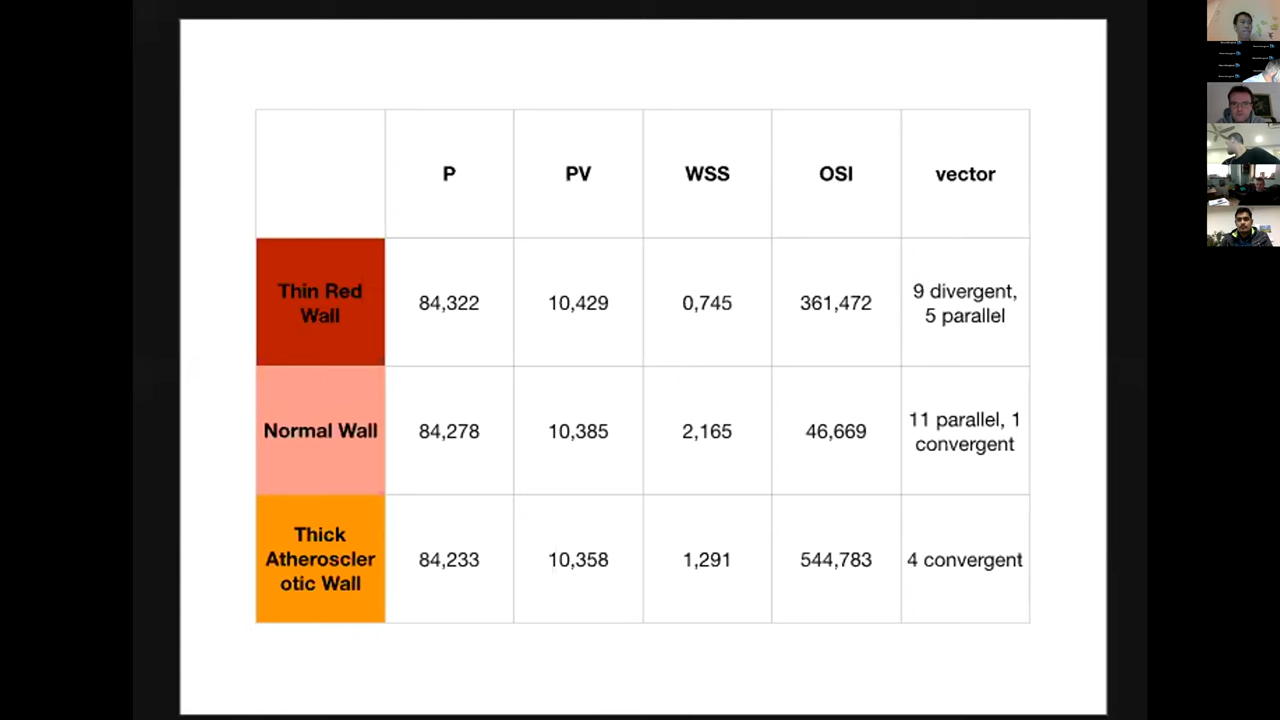 P PV WSS OSI vector
Thin Red
Wall
84,322 10,429 0,745 361,472
9 divergent,
5 parallel
Normal Wall
84,278 10,385 2,165 46,669
11 parallel, 1
convergent
Thick
Atheroscler
otic Wall
84,233 10,358 1,291 544,783 4 convergent